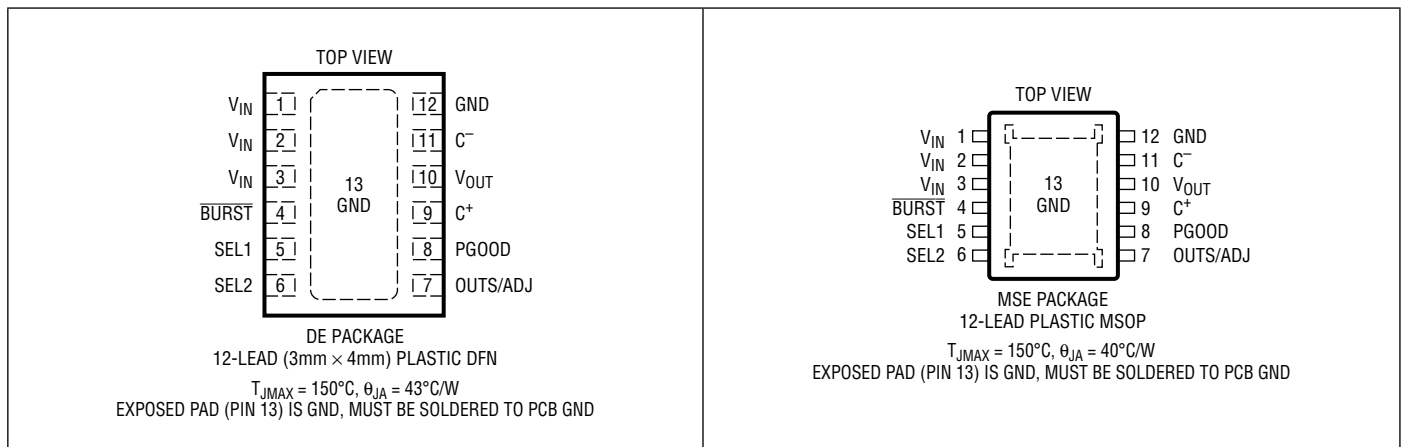 TOP VIEW
VIN 1 12 GND
VIN 2 11 C–
VIN 3 10 VOUT
BURST 4 9 C+
SEL1 5 8 PGOOD
SEL2 6 7 OUTS/ADJ
13
GND
DE PACKAGE
12-LEAD (3mm × 4mm) PLASTIC DFN
TJMAX = 150°C, θJA = 43°C/W
EXPOSED PAD (PIN 13) IS GND, MUST BE SOLDERED TO PCB GND
TOP VIEW
VIN 1 12 GND
VIN 2 11 C–
VIN 3 10 VOUT
BURST 4 9 C+
SEL1 5 8 PGOOD
SEL2 6 7 OUTS/ADJ
13
GND
MSE PACKAGE
12-LEAD PLASTIC MSOP
TJMAX = 150°C, θJA = 40°C/W
EXPOSED PAD (PIN 13) IS GND, MUST BE SOLDERED TO PCB GND